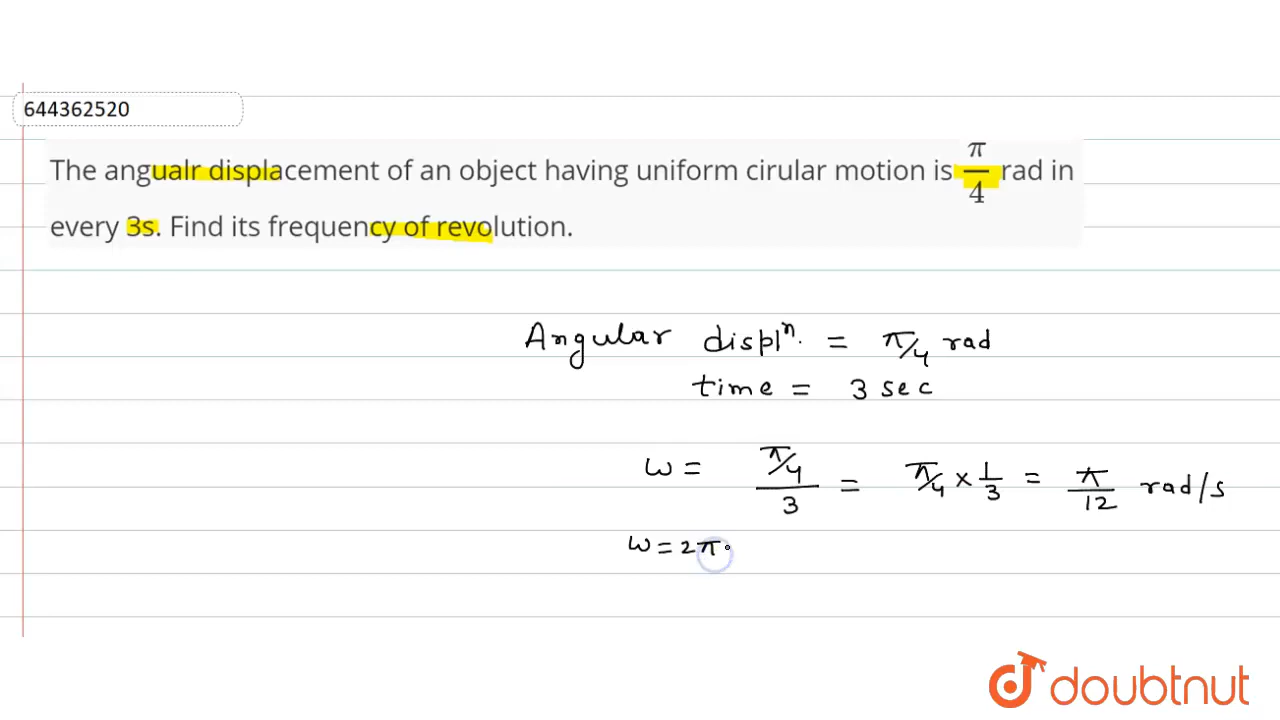 644362520
The angualr displacement of an object having uniform cirular motion is π/4 rad in
every 3s. Find its frequency of revolution.
Angular displⁿ. = π/4 rad
time = 3 sec
ω = (π/4)/3 = π/4 × 1/3 = π/12 rad/s
ω = 2π
doubtnut